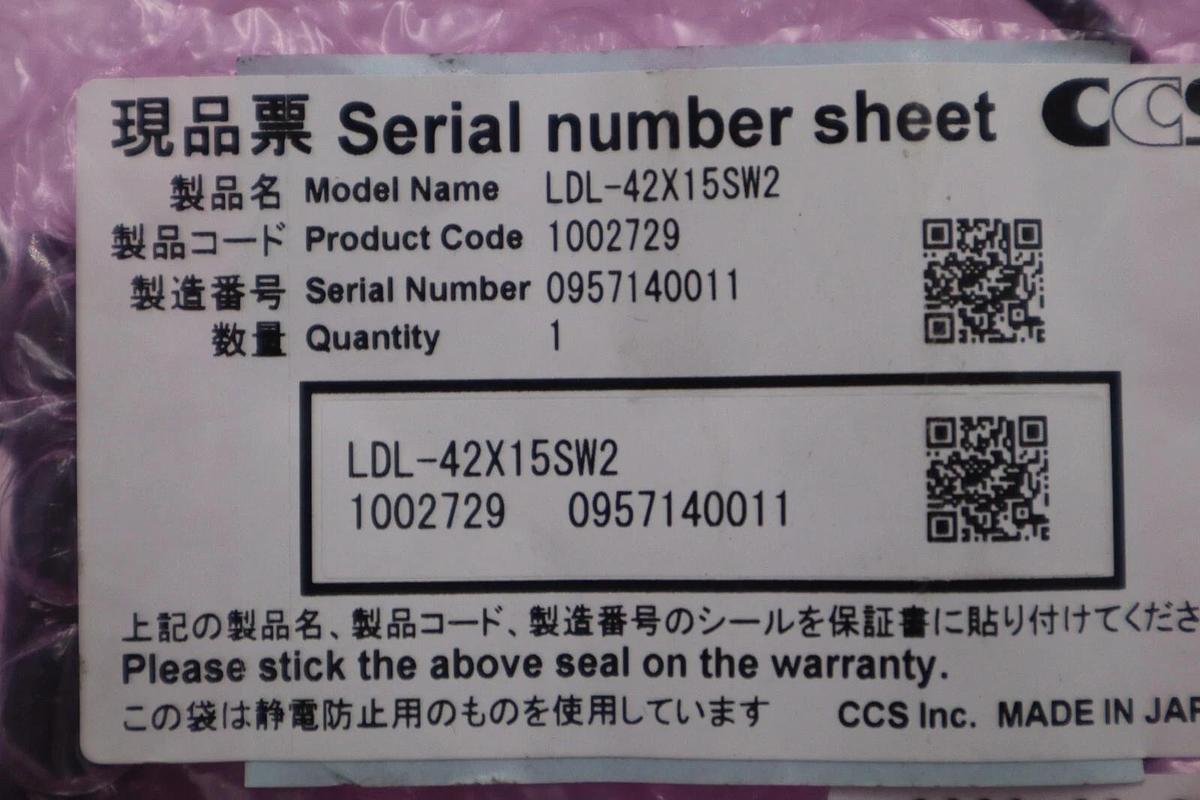 現品票 Serial number sheet CCS
製品名 Model Name LDL-42X15SW2
製品コード Product Code 1002729
製造番号 Serial Number 0957140011
数量 Quantity 1
LDL-42X15SW2
1002729 0957140011
上記の製品名、製品コード、製造番号のシールを保証書に貼り付けてくださ
Please stick the above seal on the warranty.
この袋は静電防止用のものを使用しています CCS Inc. MADE IN JAP